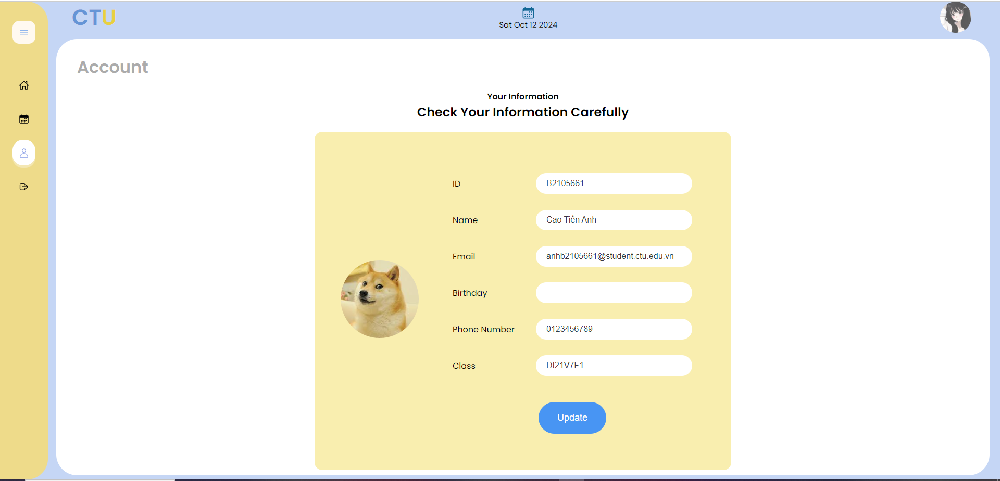 CTU
Sat Oct 12 2024
Account
Your Information
Check Your Information Carefully
ID
B2105661
Name
Cao Tiến Anh
Email
anhb2105661@student.ctu.edu.vn
Birthday
Phone Number
0123456789
Class
DI21V7F1
Update